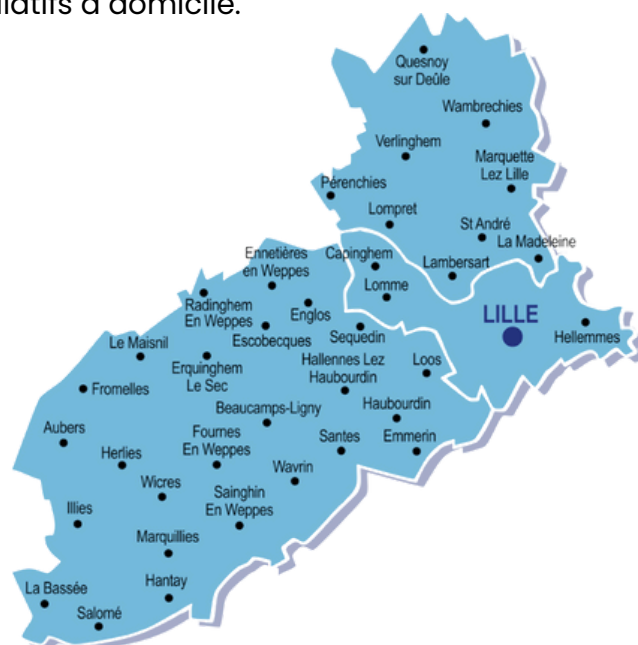 latifs à domicile.
Quesnoy
sur Deûle
Wambrechies
Verlinghem
Marquette
Lez Lille
Pérenchies
Lompret
St André
La Madeleine
Ennetières
en Weppes
Capinghem
Lambersart
Lomme
Radinghem
En Weppes
Englos
LILLE
Hellemmes
Escobecques
Sequedin
Le Maisnil
Erquinghem
Le Sec
Hallennes Lez
Haubourdin
Loos
Fromelles
Beaucamps-Ligny
Haubourdin
Aubers
Fournes
En Weppes
Santes
Emmerin
Herlies
Wavrin
Wicres
Sainghin
En Weppes
Illies
Marquillies
La Bassée
Hantay
Salomé